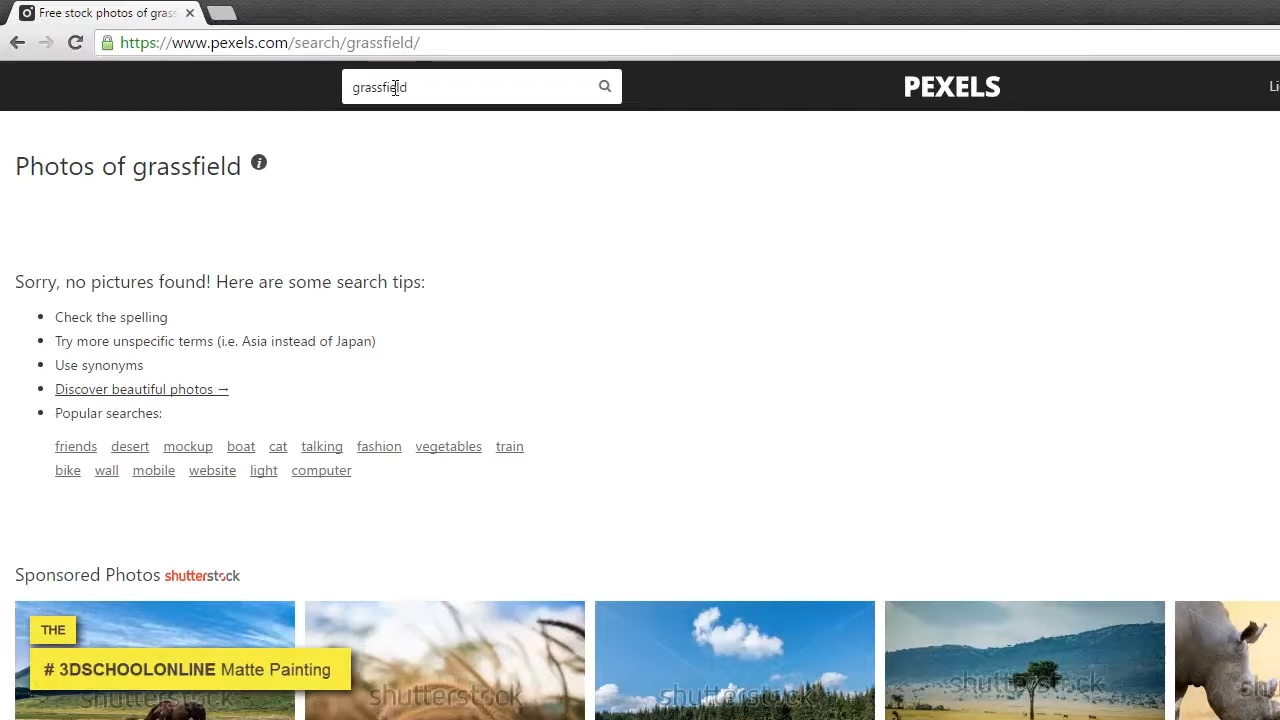 Free stock photos of gras
https://www.pexels.com/search/grassfield/
grassfield
PEXELS
Li
Photos of grassfield
Sorry, no pictures found! Here are some search tips:
Check the spelling
Try more unspecific terms (i.e. Asia instead of Japan)
Use synonyms
Discover beautiful photos →
Popular searches:
friends desert mockup boat cat talking fashion vegetables train
bike wall mobile website light computer
Sponsored Photos shutterstock
THE
# 3DSCHOOLONLINE Matte Painting
shutterstock shutterstock shutterstock shutterstock sh